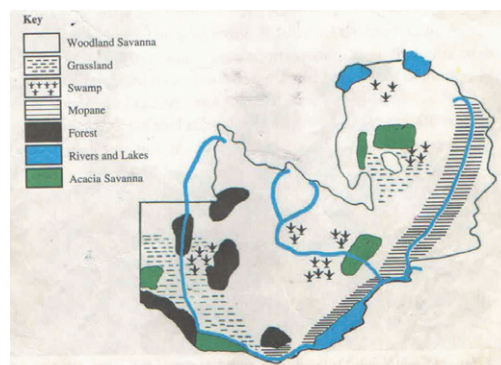 Key
Woodland Savanna
Grassland
Swamp
Mopane
Forest
Rivers and Lakes
Acacia Savanna